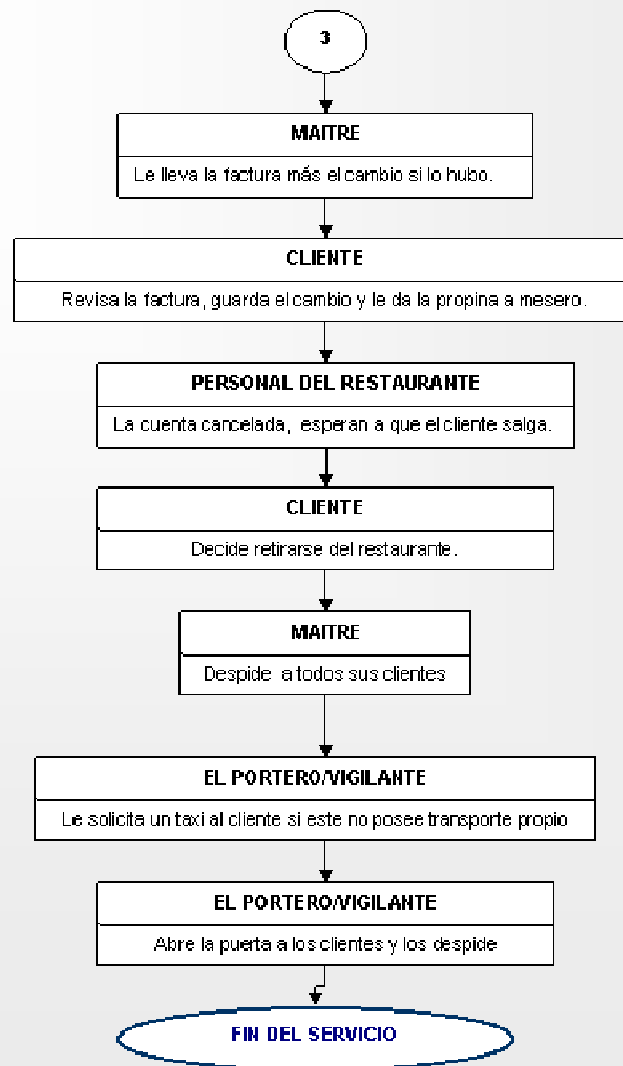 3
MAITRE
Le lleva la factura más el cambio si lo hubo.
CLIENTE
Revisa la factura, guarda el cambio y le da la propina a mesero.
PERSONAL DEL RESTAURANTE
La cuenta cancelada, esperan a que el cliente salga.
CLIENTE
Decide retirarse del restaurante.
MAITRE
Despide a todos sus clientes
EL PORTERO/VIGILANTE
Le solicita un taxi al cliente si este no posee transporte propio
EL PORTERO/VIGILANTE
Abre la puerta a los clientes y los despide
FIN DEL SERVICIO